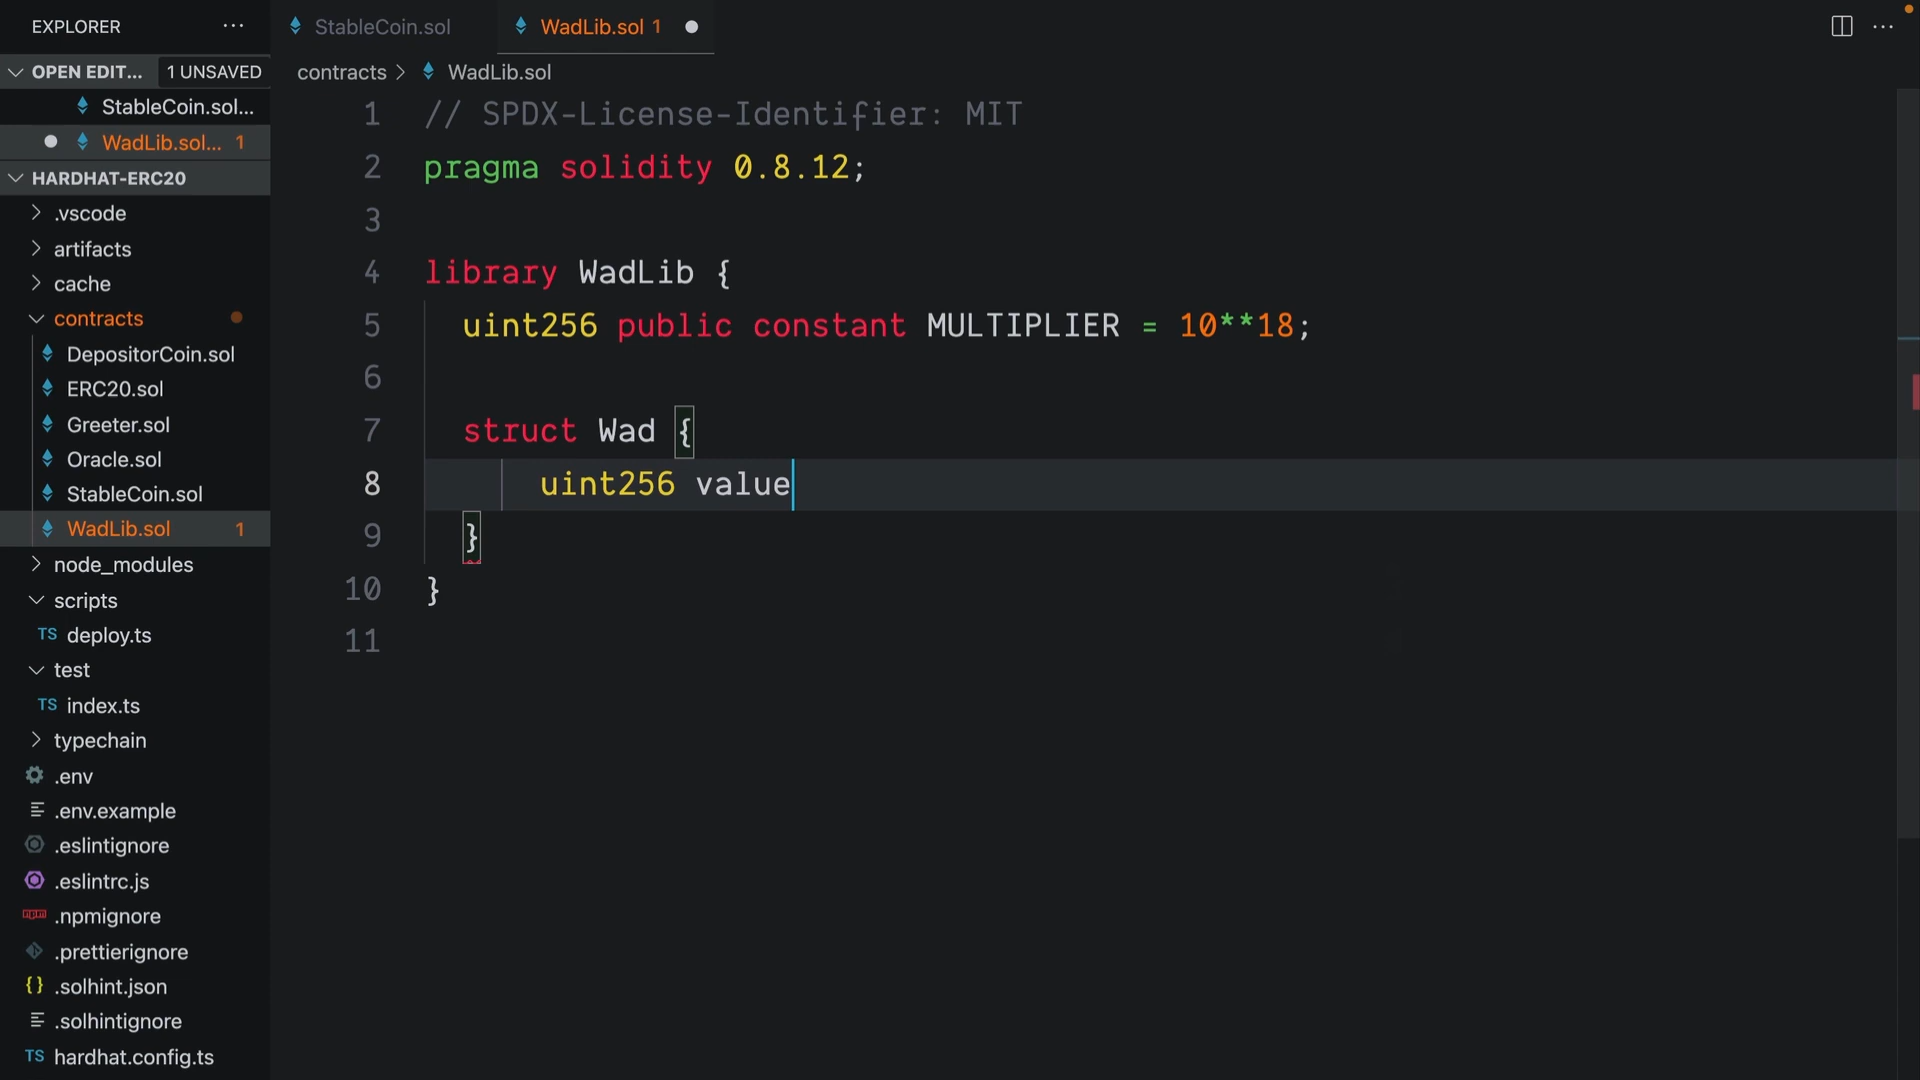 EXPLORER
OPEN EDIT...
1 UNSAVED
StableCoin.sol...
WadLib.sol... 1
HARDHAT-ERC20
.vscode
artifacts
cache
contracts
DepositorCoin.sol
ERC20.sol
Greeter.sol
Oracle.sol
StableCoin.sol
WadLib.sol 1
node_modules
scripts
TS deploy.ts
test
TS index.ts
typechain
.env
.env.example
.eslintignore
.eslintrc.js
npm .npmignore
.prettierignore
{} .solhint.json
.solhintignore
TS hardhat.config.ts
StableCoin.sol
WadLib.sol 1
contracts > WadLib.sol
1 // SPDX-License-Identifier: MIT
2 pragma solidity 0.8.12;
3
4 library WadLib {
5 uint256 public constant MULTIPLIER = 10**18;
6
7 struct Wad {
8 uint256 value
9 }
10 }
11